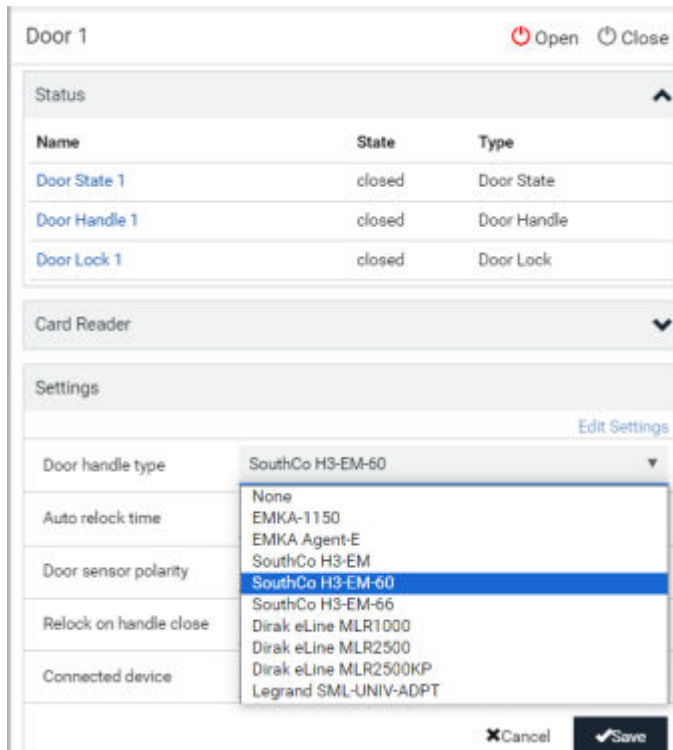 Door 1 Open Close
Status
Name State Type
Door State 1 closed Door State
Door Handle 1 closed Door Handle
Door Lock 1 closed Door Lock
Card Reader
Settings
Edit Settings
Door handle type SouthCo H3-EM-60
None
Auto relock time EMKA-1150
EMKA Agent-E
SouthCo H3-EM
Door sensor polarity SouthCo H3-EM-60
SouthCo H3-EM-66
Relock on handle close Dirak eLine MLR1000
Dirak eLine MLR2500
Connected device Dirak eLine MLR2500KP
Legrand SML-UNIV-ADPT
Cancel Save